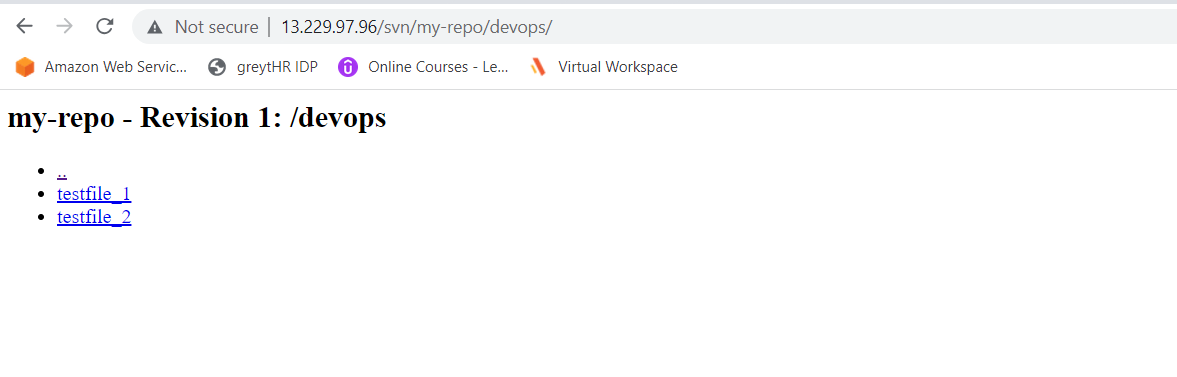 Not secure | 13.229.97.96/svn/my-repo/devops/
Amazon Web Servic... greytHR IDP Online Courses - Le... Virtual Workspace
my-repo - Revision 1: /devops
..
testfile_1
testfile_2